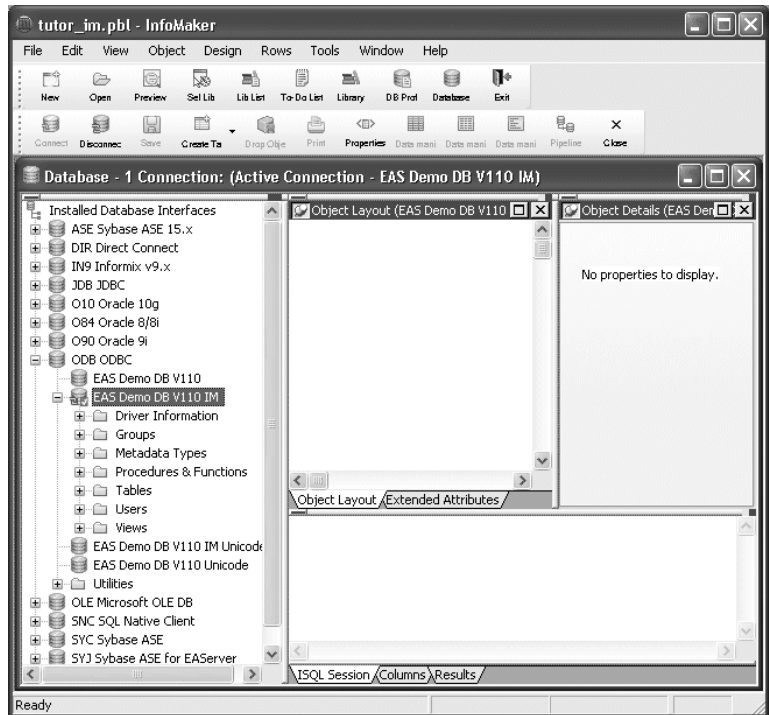 tutor_im.pbl - InfoMaker
File Edit View Object Design Rows Tools Window Help
New Open Preview Sel Lib Lib List To-Do List Library DB Prof Database Exit
Connect Disconnec Save Create Ta Drop Obje Print Properties Data mani Data mani Data mani Pipeline Close
Database - 1 Connection: (Active Connection - EAS Demo DB V110 IM)
Installed Database Interfaces
ASE Sybase ASE 15.x
DIR Direct Connect
IN9 Informix v9.x
JDB JDBC
O10 Oracle 10g
O84 Oracle 8/8i
O90 Oracle 9i
ODB ODBC
EAS Demo DB V110
EAS Demo DB V110 IM
Driver Information
Groups
Metadata Types
Procedures & Functions
Tables
Users
Views
EAS Demo DB V110 IM Unicode
EAS Demo DB V110 Unicode
Utilities
OLE Microsoft OLE DB
SNC SQL Native Client
SYC Sybase ASE
SYJ Sybase ASE for EAServer
Object Layout (EAS Demo DB V110
Object Layout Extended Attributes
Object Details (EAS Den
No properties to display.
ISQL Session Columns Results
Ready